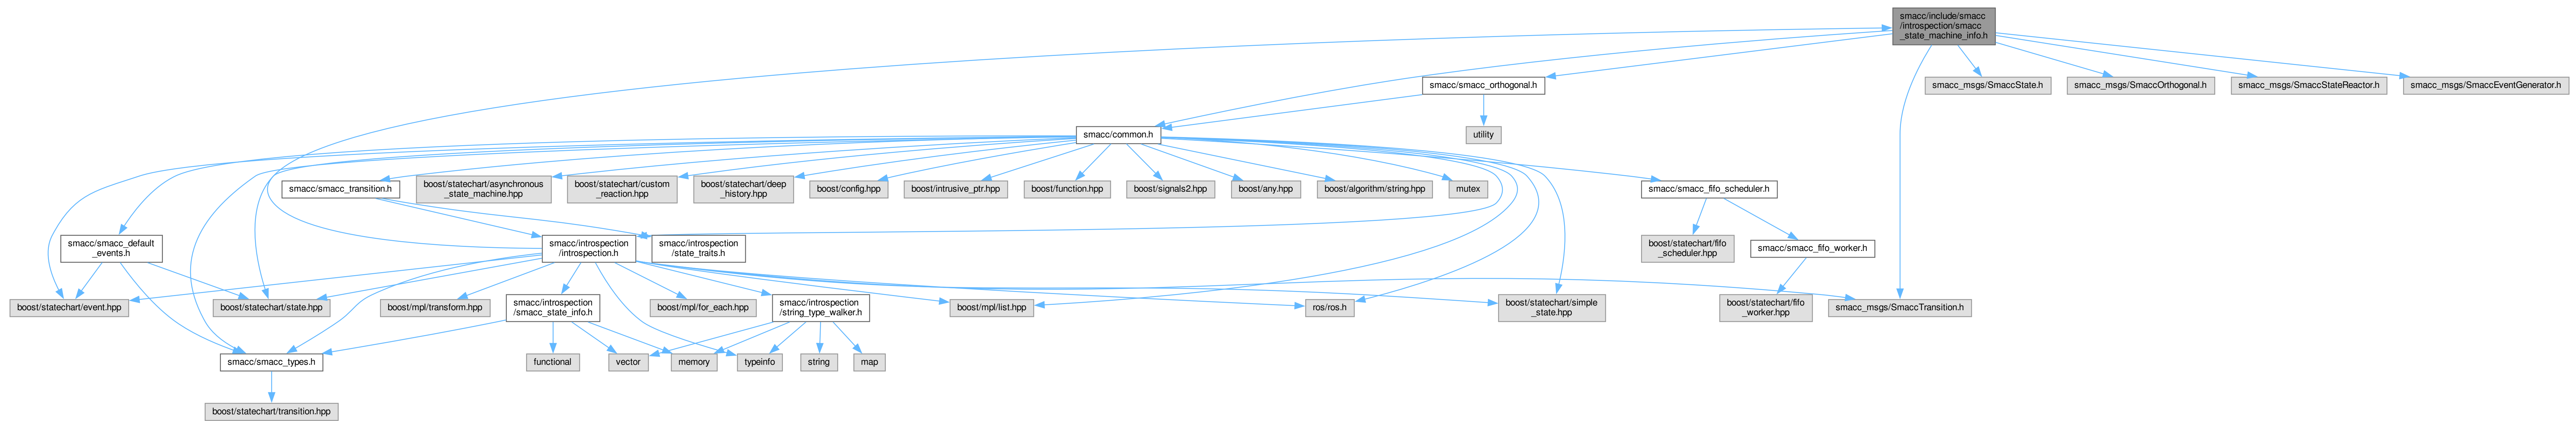 smacc/include/smacc
/introspection/smacc
_state_machine_info.h
smacc/smacc_orthogonal.h
smacc_msgs/SmaccState.h
smacc_msgs/SmaccOrthogonal.h
smacc_msgs/SmaccStateReactor.h
smacc_msgs/SmaccEventGenerator.h
smacc/common.h
utility
smacc/smacc_transition.h
boost/statechart/asynchronous
_state_machine.hpp
boost/statechart/custom
_reaction.hpp
boost/statechart/deep
_history.hpp
boost/config.hpp
boost/intrusive_ptr.hpp
boost/function.hpp
boost/signals2.hpp
boost/any.hpp
boost/algorithm/string.hpp
mutex
smacc/smacc_fifo_scheduler.h
smacc/smacc_default
_events.h
smacc/introspection
/introspection.h
smacc/introspection
/state_traits.h
boost/statechart/fifo
_scheduler.hpp
smacc/smacc_fifo_worker.h
boost/statechart/event.hpp
boost/statechart/state.hpp
boost/mpl/transform.hpp
smacc/introspection
/smacc_state_info.h
boost/mpl/for_each.hpp
smacc/introspection
/string_type_walker.h
boost/mpl/list.hpp
ros/ros.h
boost/statechart/simple
_state.hpp
boost/statechart/fifo
_worker.hpp
smacc_msgs/SmaccTransition.h
smacc/smacc_types.h
functional
vector
memory
typeinfo
string
map
boost/statechart/transition.hpp